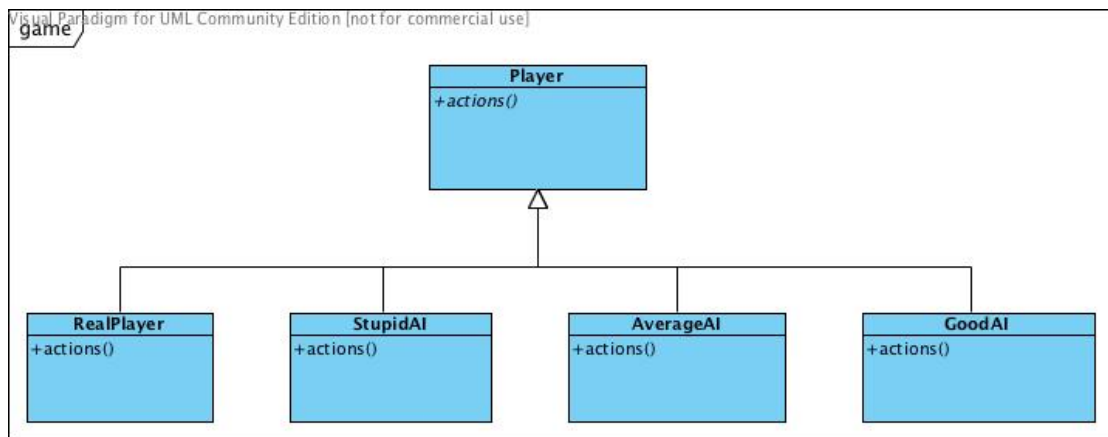 Visual Paradigm for UML Community Edition [not for commercial use]
game
Player
+actions()
RealPlayer
+actions()
StupidAI
+actions()
AverageAI
+actions()
GoodAI
+actions()